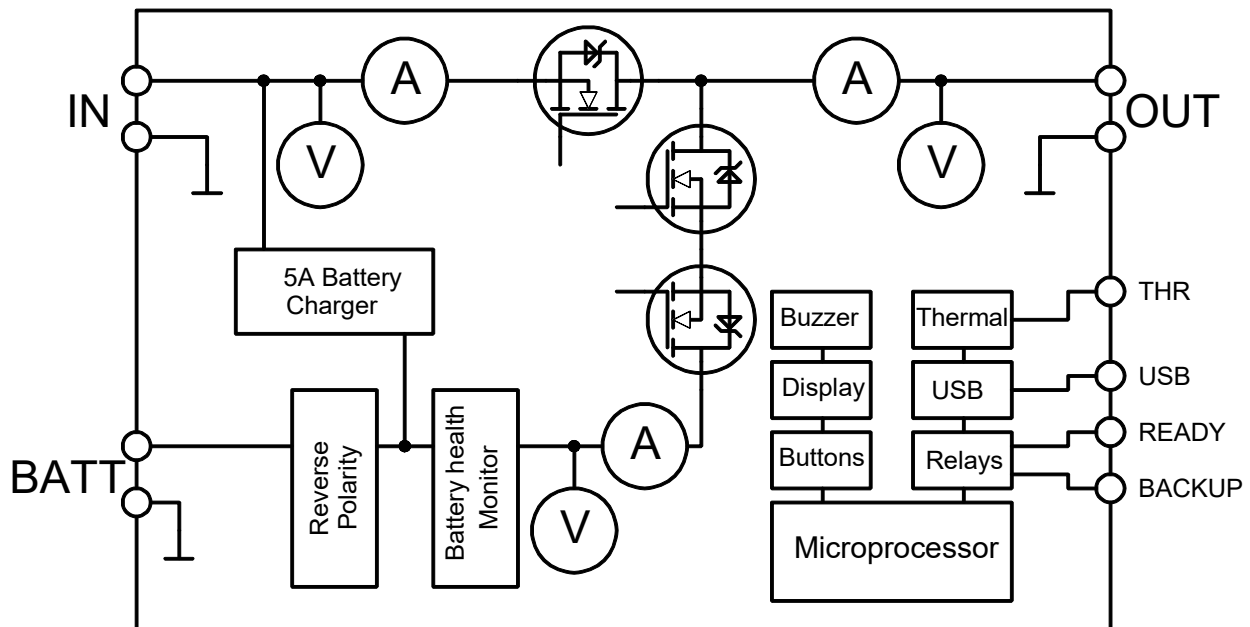 A
A
IN
OUT
V
V
5A Battery
Charger
THR
Buzzer
Thermal
USB
Display
USB
READY
BATT
Reverse
Polarity
Battery health
Monitor
A
Buttons
Relays
BACKUP
V
Microprocessor